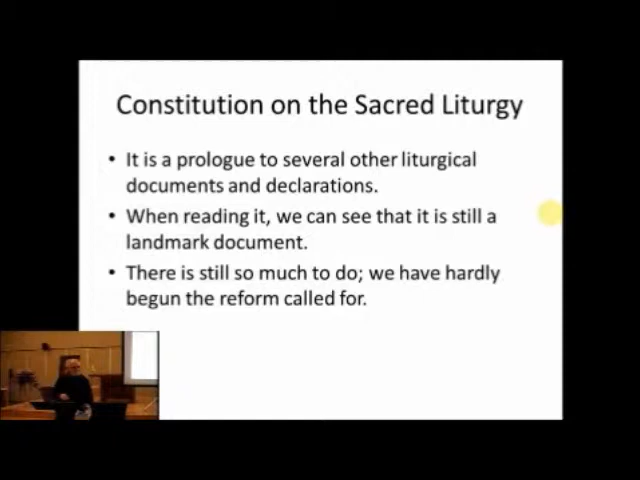 Constitution on the Sacred Liturgy
• It is a prologue to several other liturgical
documents and declarations.
• When reading it, we can see that it is still a
landmark document.
• There is still so much to do; we have hardly
begun the reform called for.